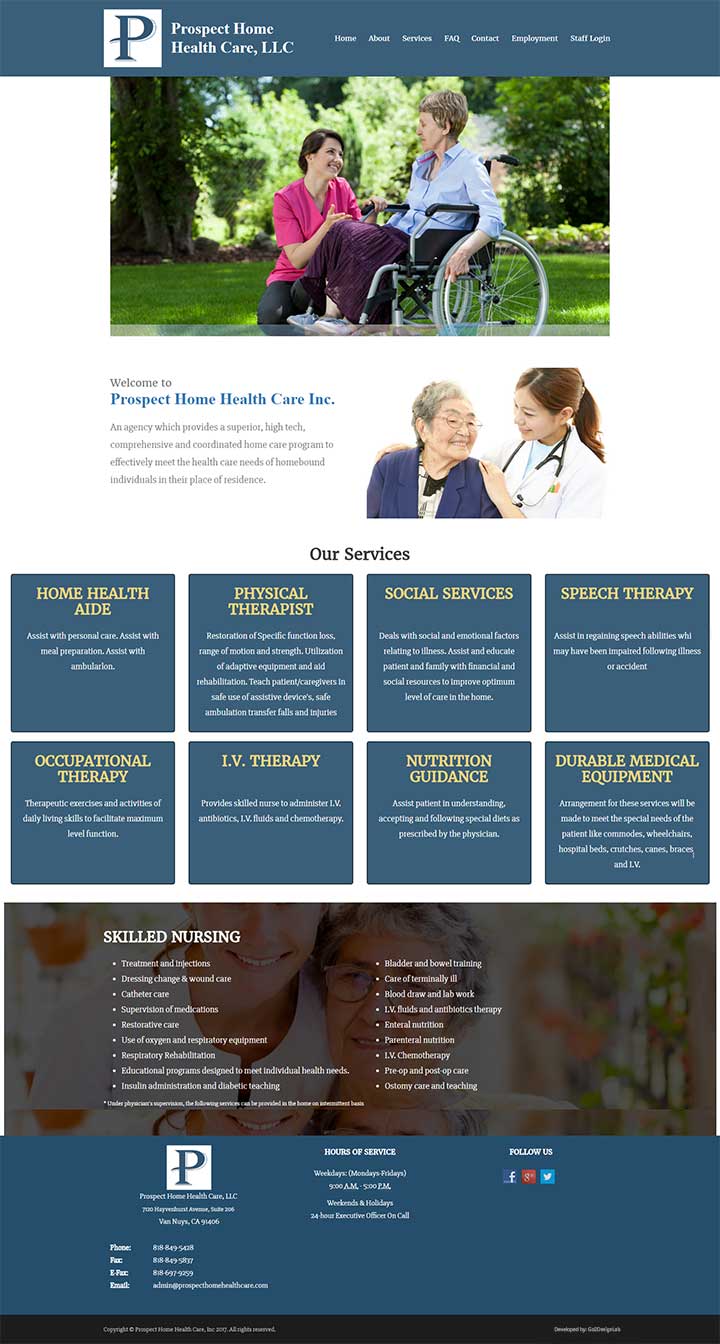 P
Prospect Home
Health Care, LLC
Home About Services FAQ Contact Employment Staff Login
Welcome to
Prospect Home Health Care Inc.
An agency which provides a superior, high tech,
comprehensive and coordinated home care program to
effectively meet the health care needs of homebound
individuals in their place of residence.
Our Services
HOME HEALTH
AIDE
Assist with personal care. Assist with
meal preparation. Assist with
ambularlon.
PHYSICAL
THERAPIST
Restoration of Specific function loss,
range of motion and strength. Utilization
of adaptive equipment and aid
rehabilitation. Teach patient/caregivers in
safe use of assistive device's, safe
ambulation transfer falls and injuries
SOCIAL SERVICES
Deals with social and emotional factors
relating to illness. Assist and educate
patient and family with financial and
social resources to improve optimum
level of care in the home.
SPEECH THERAPY
Assist in regaining speech abilities whi
may have been impaired following illness
or accident
OCCUPATIONAL
THERAPY
Therapeutic exercises and activities of
daily living skills to facilitate maximum
level function.
I.V. THERAPY
Provides skilled nurse to administer I.V.
antibiotics, I.V. fluids and chemotherapy.
NUTRITION
GUIDANCE
Assist patient in understanding,
accepting and following special diets as
prescribed by the physician.
DURABLE MEDICAL
EQUIPMENT
Arrangement for these services will be
made to meet the special needs of the
patient like commodes, wheelchairs,
hospital beds, crutches, canes, braces
and I.V.
SKILLED NURSING
Treatment and injections
Dressing change & wound care
Catheter care
Supervision of medications
Restorative care
Use of oxygen and respiratory equipment
Respiratory Rehabilitation
Educational programs designed to meet individual health needs.
Insulin administration and diabetic teaching
Bladder and bowel training
Care of terminally ill
Blood draw and lab work
I.V. fluids and antibiotics therapy
Enteral nutrition
Parenteral nutrition
I.V. Chemotherapy
Pre-op and post-op care
Ostomy care and teaching
* Under physician's supervision, the following services can be provided in the home on intermittent basis
P
Prospect Home Health Care, LLC
7120 Hayvenhurst Avenue, Suite 206
Van Nuys, CA 91406
Phone: 818-849-5428
Fax: 818-849-5837
E-Fax: 818-697-9259
Email: admin@prospecthomehealthcare.com
HOURS OF SERVICE
Weekdays: (Mondays-Fridays)
9:00 A.M. - 5:00 P.M.
Weekends & Holidays
24-hour Executive Officer On Call
FOLLOW US
Copyright © Prospect Home Health Care, Inc 2017. All rights reserved.
Developed by: Go2DesignLab